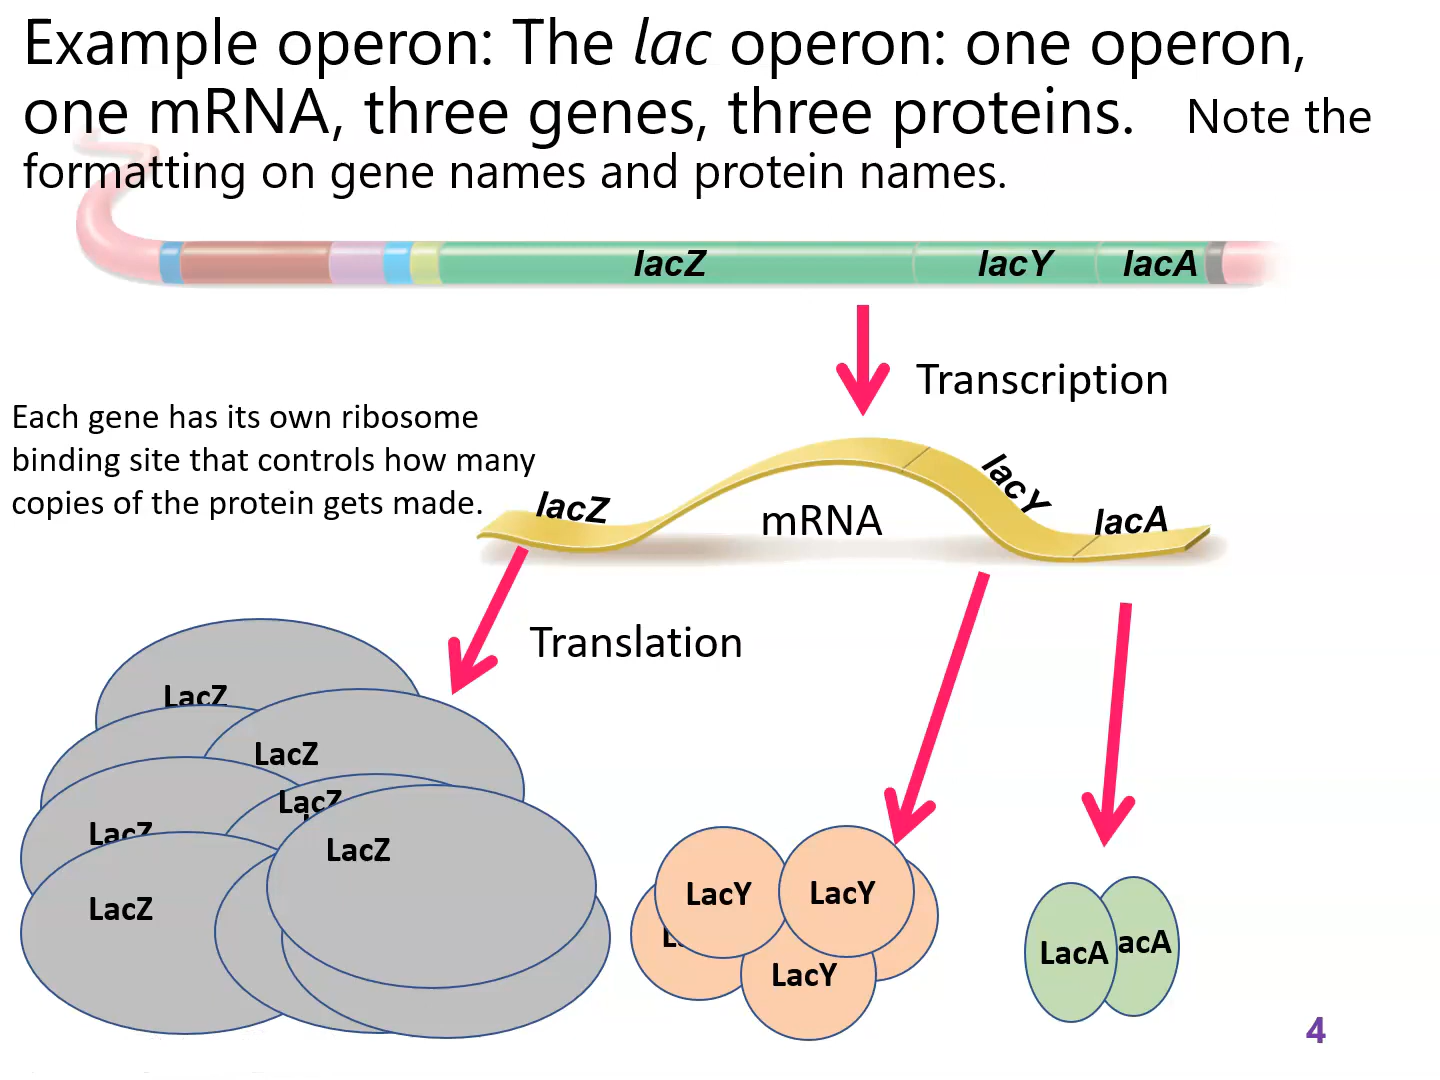 Example operon: The lac operon: one operon,
one mRNA, three genes, three proteins. Note the
formatting on gene names and protein names.
lacZ lacY lacA
Transcription
Each gene has its own ribosome
binding site that controls how many
copies of the protein gets made.
lacZ
lacY
lacA
mRNA
Translation
LacZ
LacZ
LacZ
LacZ
LacZ
LacZ
LacY
LacY
LacY
LacA
acA
4